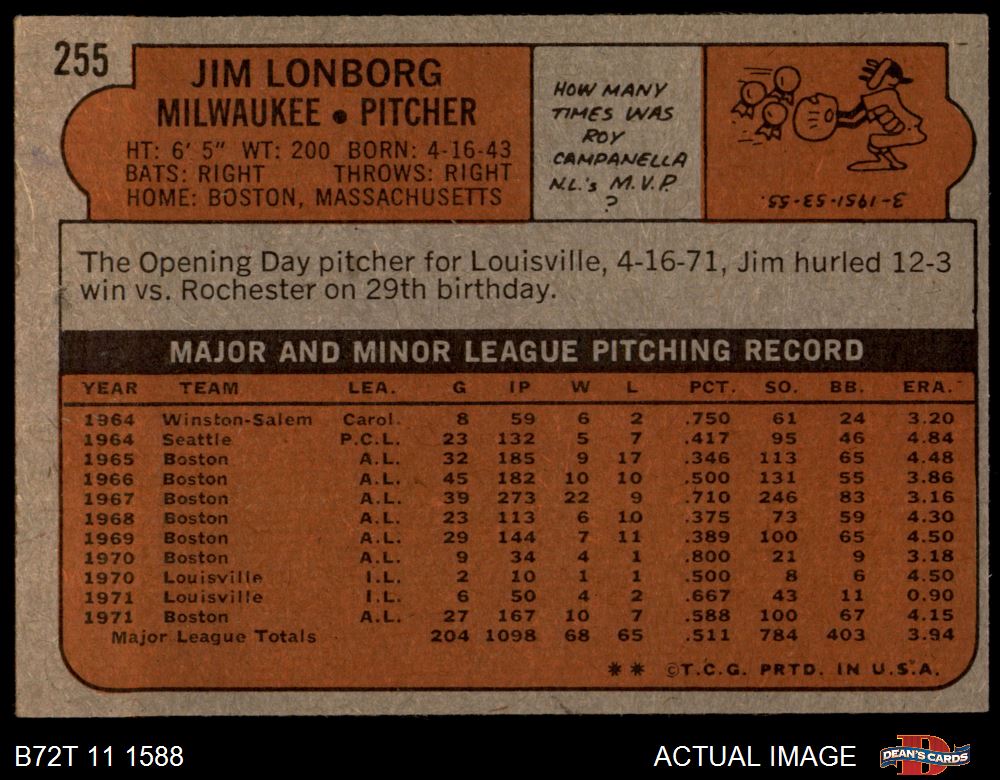 255
JIM LONBORG
MILWAUKEE • PITCHER
HT: 6' 5" WT: 200 BORN: 4-16-43
BATS: RIGHT THROWS: RIGHT
HOME: BOSTON, MASSACHUSETTS
HOW MANY
TIMES WAS
ROY
CAMPANELLA
N.L.'s M.V.P.
?
3-1951-53-55.
The Opening Day pitcher for Louisville, 4-16-71, Jim hurled 12-3
win vs. Rochester on 29th birthday.
MAJOR AND MINOR LEAGUE PITCHING RECORD
YEAR TEAM LEA. G IP W L PCT. SO. BB. ERA.
1964 Winston-Salem Carol. 8 59 6 2 .750 61 24 3.20
1964 Seattle P.C.L. 23 132 5 7 .417 95 46 4.84
1965 Boston A.L. 32 185 9 17 .346 113 65 4.48
1966 Boston A.L. 45 182 10 10 .500 131 55 3.86
1967 Boston A.L. 39 273 22 9 .710 246 83 3.16
1968 Boston A.L. 23 113 6 10 .375 73 59 4.30
1969 Boston A.L. 29 144 7 11 .389 100 65 4.50
1970 Boston A.L. 9 34 4 1 .800 21 9 3.18
1970 Louisville I.L. 2 10 1 1 .500 8 6 4.50
1971 Louisville I.L. 6 50 4 2 .667 43 11 0.90
1971 Boston A.L. 27 167 10 7 .588 100 67 4.15
Major League Totals 204 1098 68 65 .511 784 403 3.94
** ©T.C.G. PRTD. IN U.S.A.
B72T 11 1588
ACTUAL IMAGE
DEAN'S CARDS